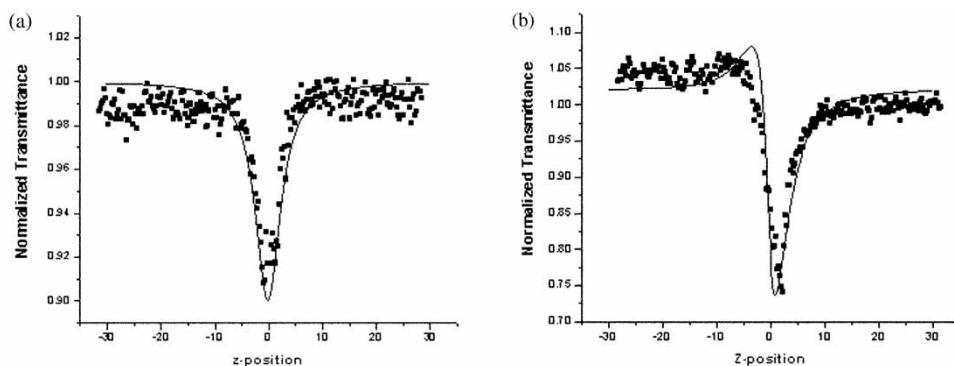 (a)
Normalized Transmittance
1.02
1.00
0.98
0.96
0.94
0.92
0.90
-30 -20 -10 0 10 20 30
z-position
(b)
Normalized Transmittance
1.10
1.05
1.00
0.95
0.90
0.85
0.80
0.75
0.70
-30 -20 -10 0 10 20 30
Z-position